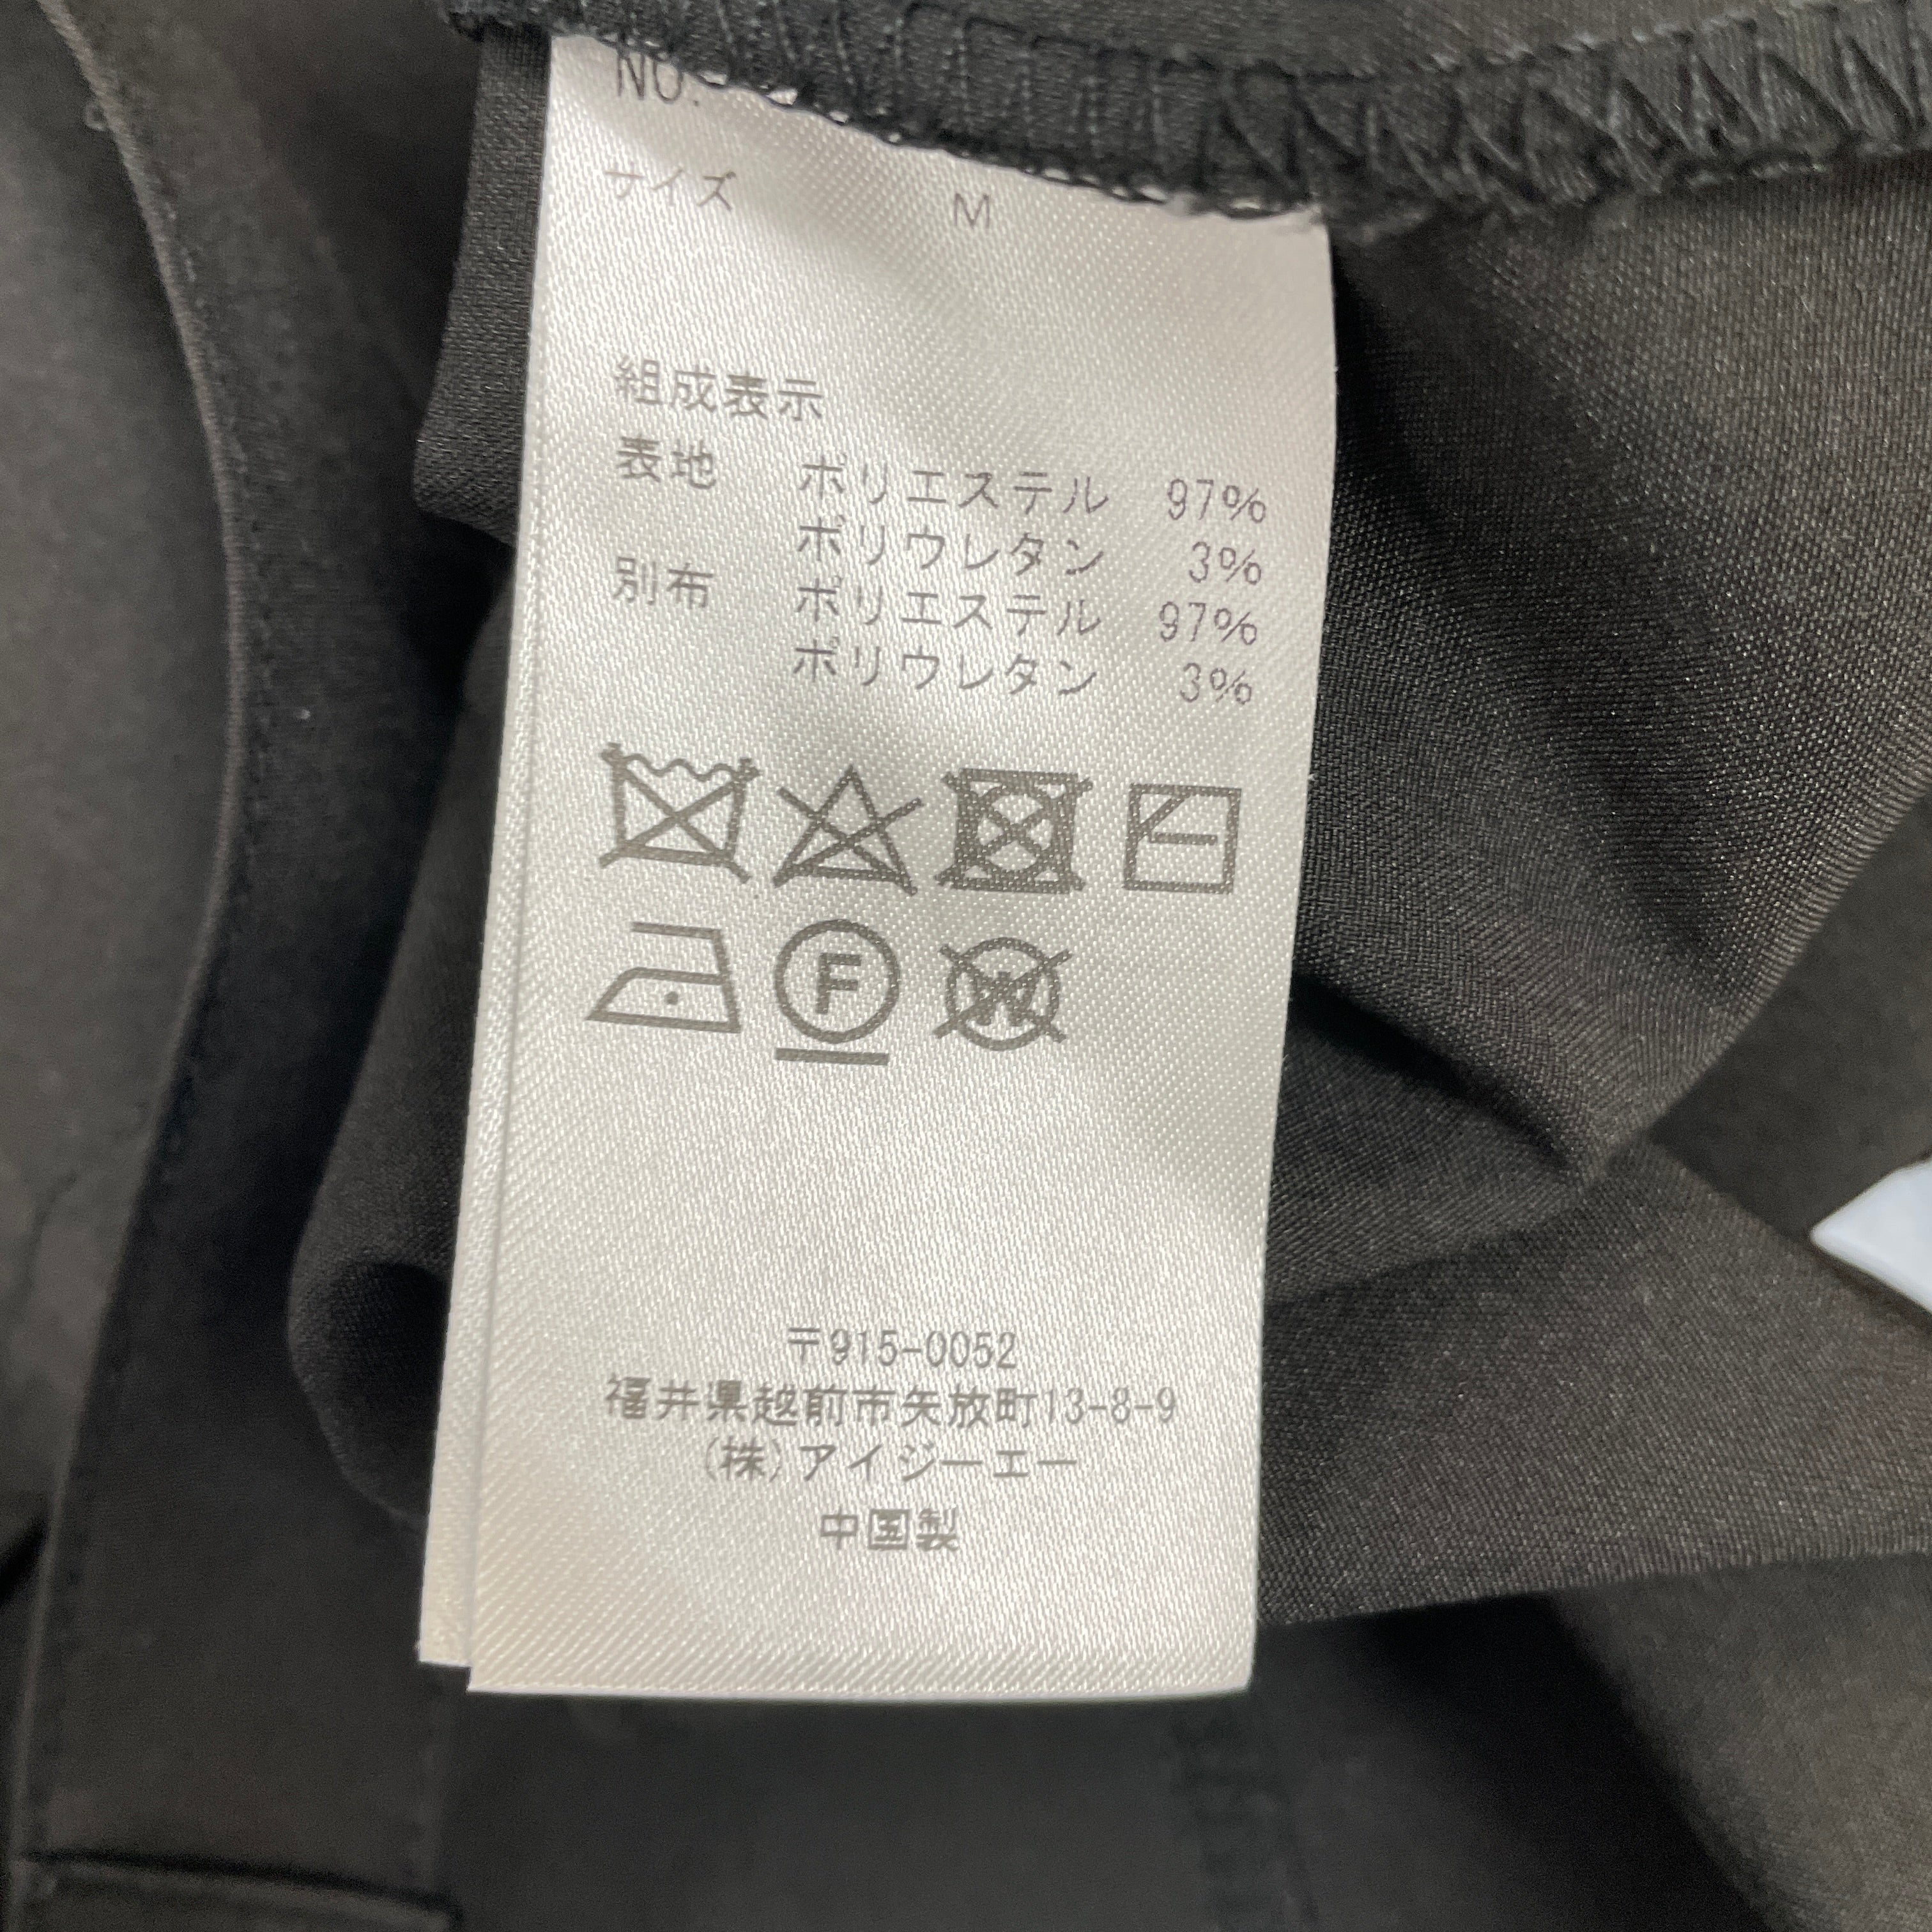 NO.
サイズ M
組成表示
表地 ポリエステル 97%
ポリウレタン 3%
別布 ポリエステル 97%
ポリウレタン 3%
F W
〒915-0052
福井県越前市矢放町13-8-9
(株)アイジーエー
中国製